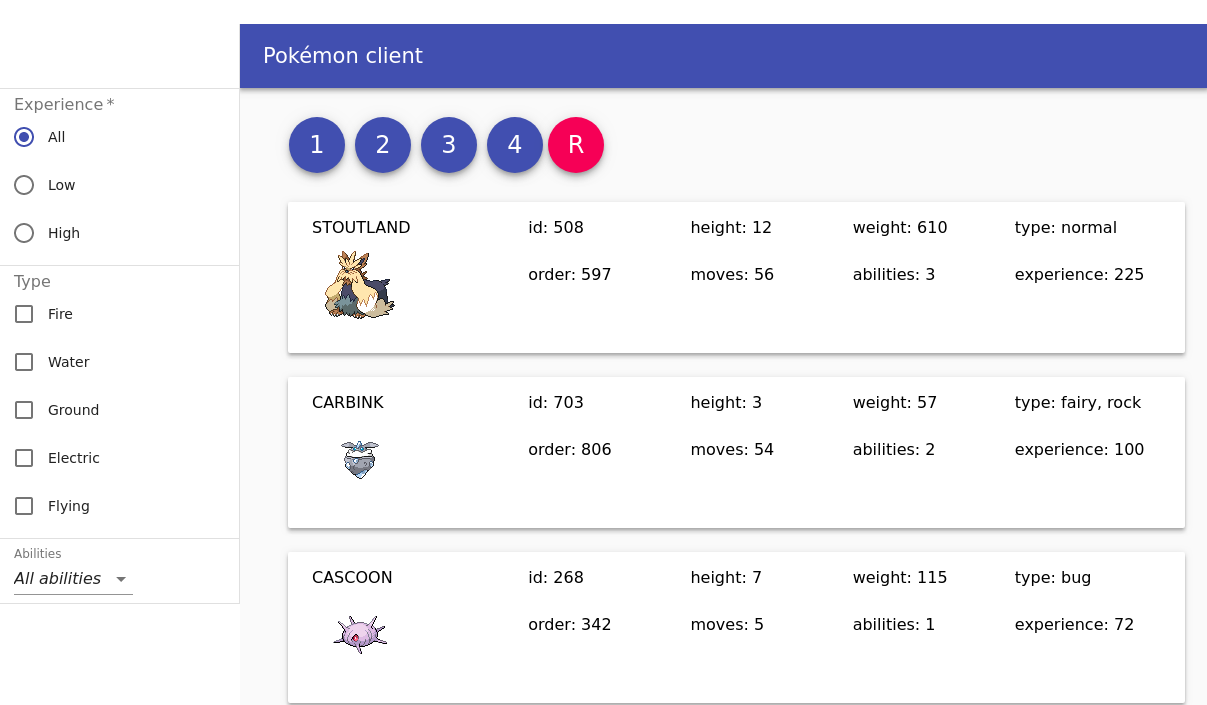 Pokémon client
Experience *
All
Low
High
Type
Fire
Water
Ground
Electric
Flying
Abilities
All abilities
1 2 3 4 R
STOUTLAND id: 508 height: 12 weight: 610 type: normal
order: 597 moves: 56 abilities: 3 experience: 225
CARBINK id: 703 height: 3 weight: 57 type: fairy, rock
order: 806 moves: 54 abilities: 2 experience: 100
CASCOON id: 268 height: 7 weight: 115 type: bug
order: 342 moves: 5 abilities: 1 experience: 72